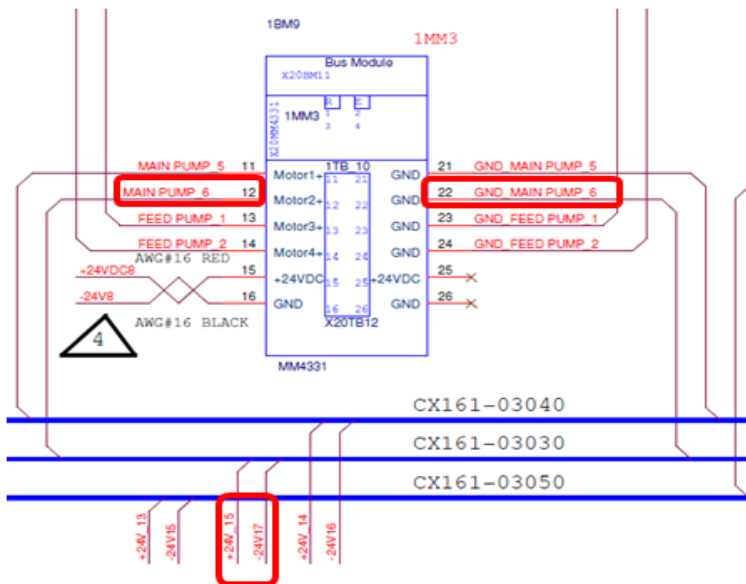 1BM9
1MM3
Bus Module
X20BM11
X20MM4331
1MM3
R E
1 2
3 4
MAIN PUMP_5 11 Motor1+ 1TB_10 GND 21 GND_MAIN PUMP_5
11 21
MAIN PUMP_6 12 Motor2+ GND 22 GND_MAIN PUMP_6
12 22
FEED PUMP_1 13 Motor3+ GND 23 GND_FEED PUMP_1
13 23
FEED PUMP_2 14 Motor4+ GND 24 GND_FEED PUMP_2
14 24
AWG#16 RED
+24VDC8 15 +24VDC +24VDC 25
15 25
-24V8 16 GND GND 26
16 26
AWG#16 BLACK
X20TB12
4
MM4331
CX161-03040
CX161-03030
CX161-03050
+24V_13
-24V15
+24V_15
-24V17
+24V_14
-24V16